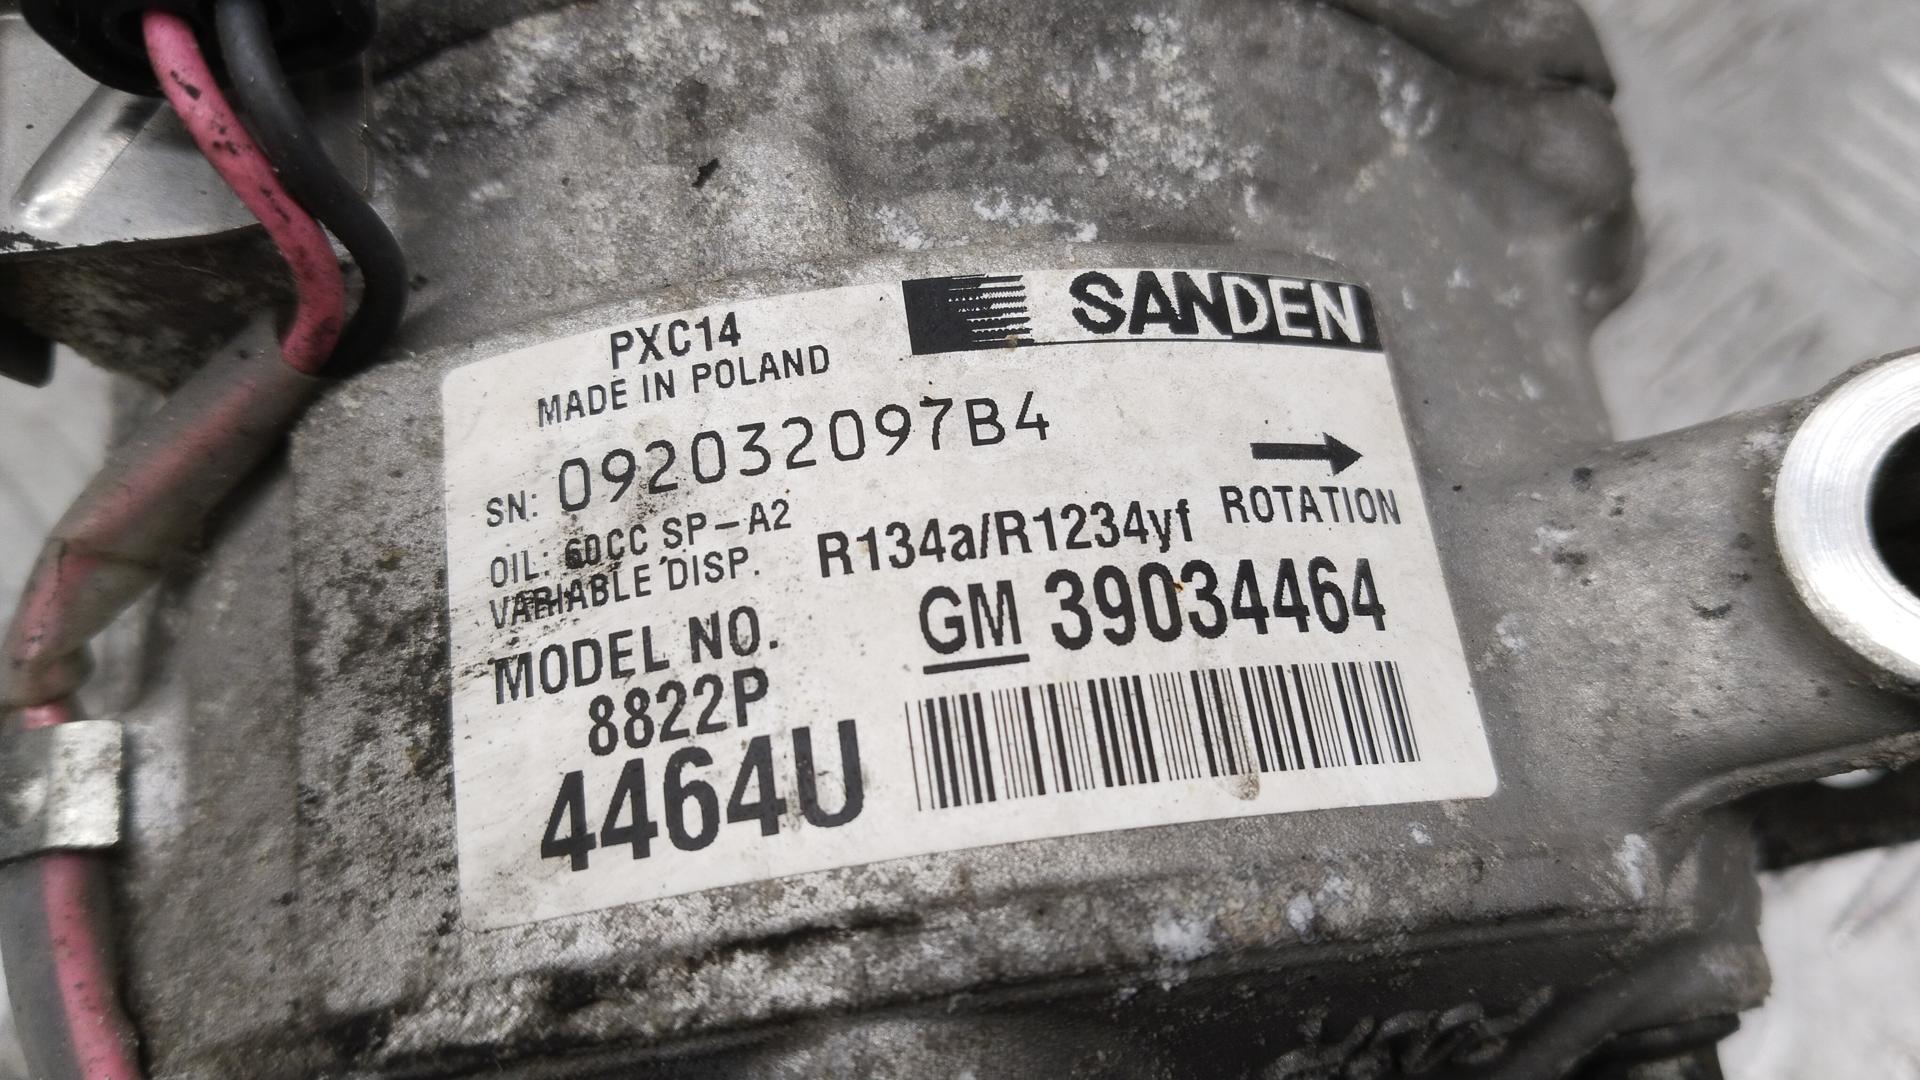 SANDEN
PXC14
MADE IN POLAND
SN: 092032097B4
OIL: 60CC SP-A2
VARIABLE DISP.
R134a/R1234yf
ROTATION
MODEL NO.
8822P
GM 39034464
4464U